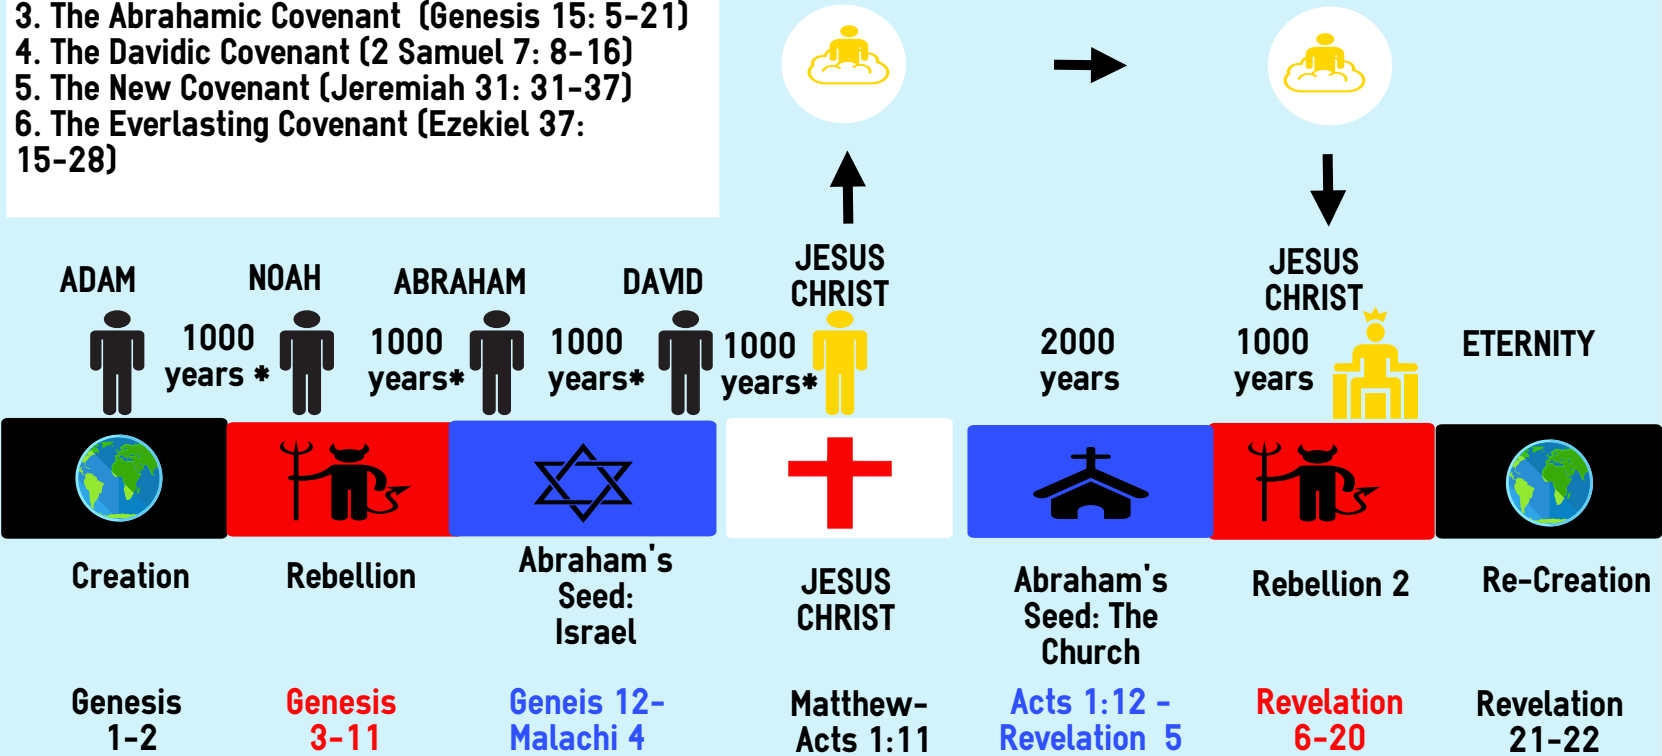 3. The Abrahamic Covenant (Genesis 15: 5-21)
4. The Davidic Covenant (2 Samuel 7: 8-16)
5. The New Covenant (Jeremiah 31: 31-37)
6. The Everlasting Covenant (Ezekiel 37:
15-28)
ADAM
NOAH
ABRAHAM
DAVID
JESUS
CHRIST
JESUS
CHRIST
1000
years *
1000
years*
1000
years*
1000
years*
2000
years
1000
years
ETERNITY
Creation
Rebellion
Abraham's
Seed:
Israel
JESUS
CHRIST
Abraham's
Seed: The
Church
Rebellion 2
Re-Creation
Genesis
1-2
Genesis
3-11
Geneis 12-
Malachi 4
Matthew-
Acts 1:11
Acts 1:12 -
Revelation 5
Revelation
6-20
Revelation
21-22